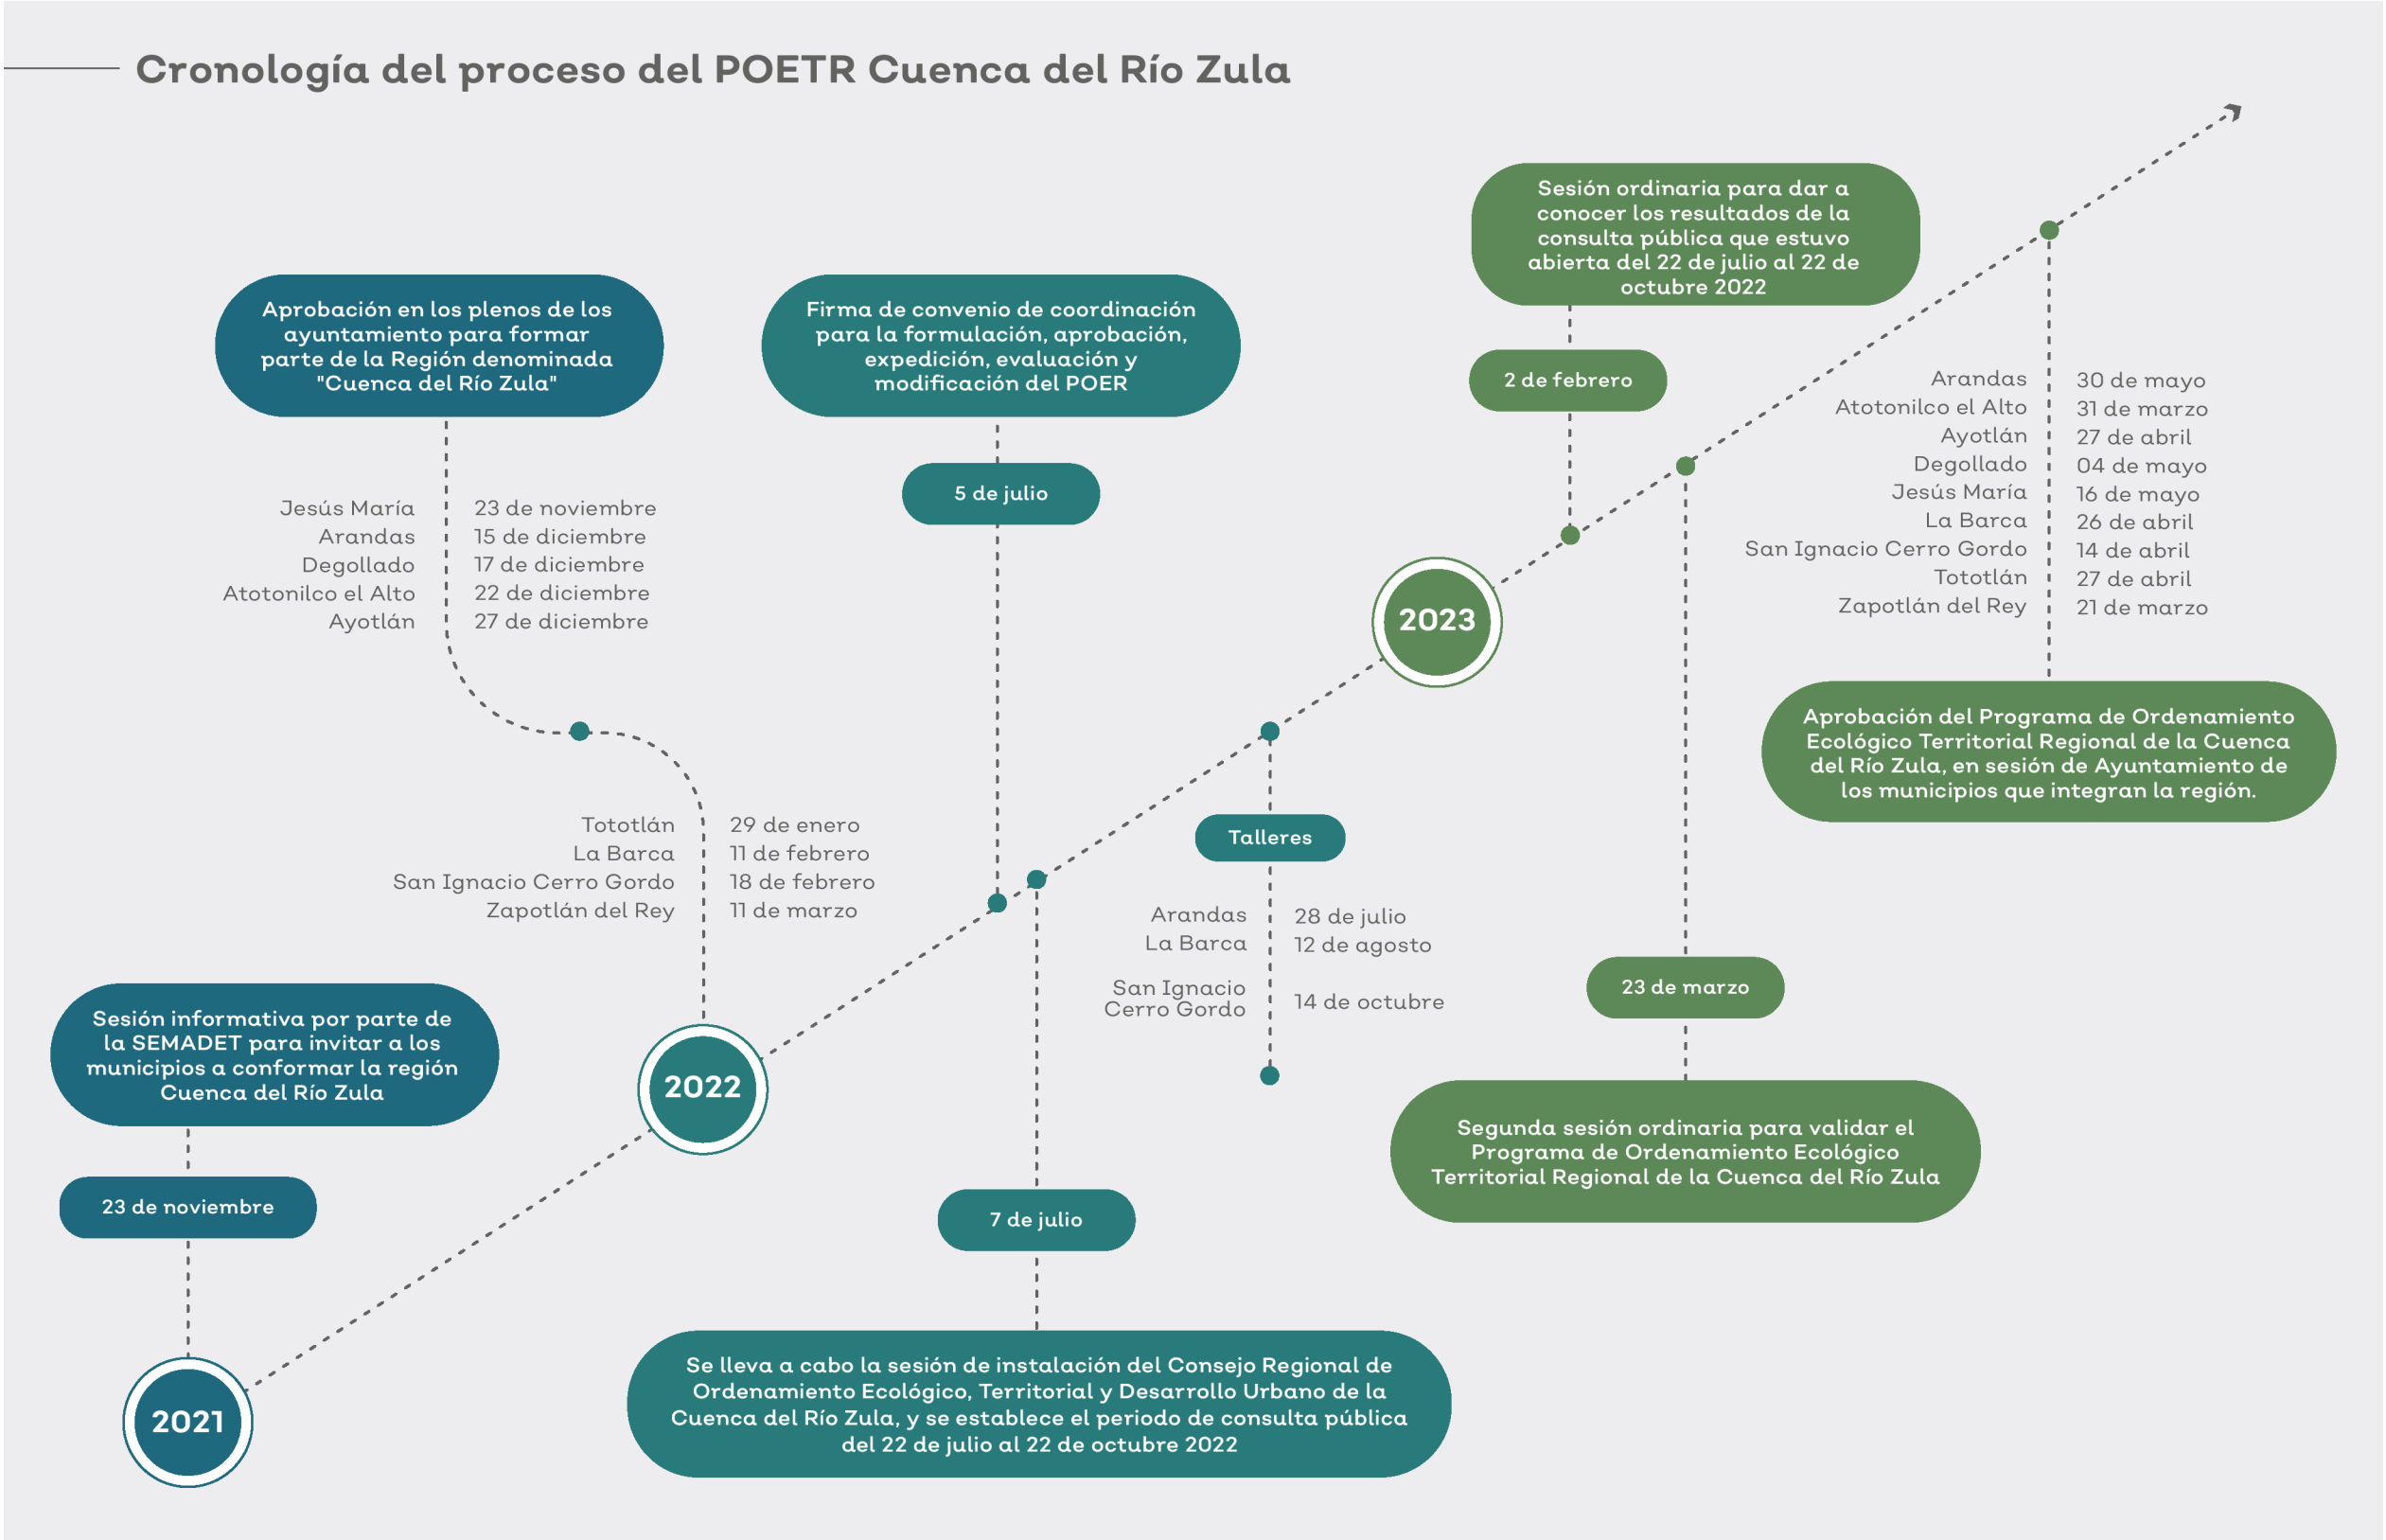 Cronología del proceso del POETR Cuenca del Río Zula
Sesión informativa por parte de
la SEMADET para invitar a los
municipios a conformar la región
Cuenca del Río Zula
23 de noviembre
2021
Aprobación en los plenos de los
ayuntamiento para formar
parte de la Región denominada
"Cuenca del Río Zula"
Jesús María 23 de noviembre
Arandas 15 de diciembre
Degollado 17 de diciembre
Atotonilco el Alto 22 de diciembre
Ayotlán 27 de diciembre
Tototlán 29 de enero
La Barca 11 de febrero
San Ignacio Cerro Gordo 18 de febrero
Zapotlán del Rey 11 de marzo
2022
Firma de convenio de coordinación
para la formulación, aprobación,
expedición, evaluación y
modificación del POER
5 de julio
7 de julio
Se lleva a cabo la sesión de instalación del Consejo Regional de
Ordenamiento Ecológico, Territorial y Desarrollo Urbano de la
Cuenca del Río Zula, y se establece el periodo de consulta pública
del 22 de julio al 22 de octubre 2022
Talleres
Arandas 28 de julio
La Barca 12 de agosto
San Ignacio
Cerro Gordo 14 de octubre
2023
Sesión ordinaria para dar a
conocer los resultados de la
consulta pública que estuvo
abierta del 22 de julio al 22 de
octubre 2022
2 de febrero
23 de marzo
Segunda sesión ordinaria para validar el
Programa de Ordenamiento Ecológico
Territorial Regional de la Cuenca del Río Zula
Arandas 30 de mayo
Atotonilco el Alto 31 de marzo
Ayotlán 27 de abril
Degollado 04 de mayo
Jesús María 16 de mayo
La Barca 26 de abril
San Ignacio Cerro Gordo 14 de abril
Tototlán 27 de abril
Zapotlán del Rey 21 de marzo
Aprobación del Programa de Ordenamiento
Ecológico Territorial Regional de la Cuenca
del Río Zula, en sesión de Ayuntamiento de
los municipios que integran la región.